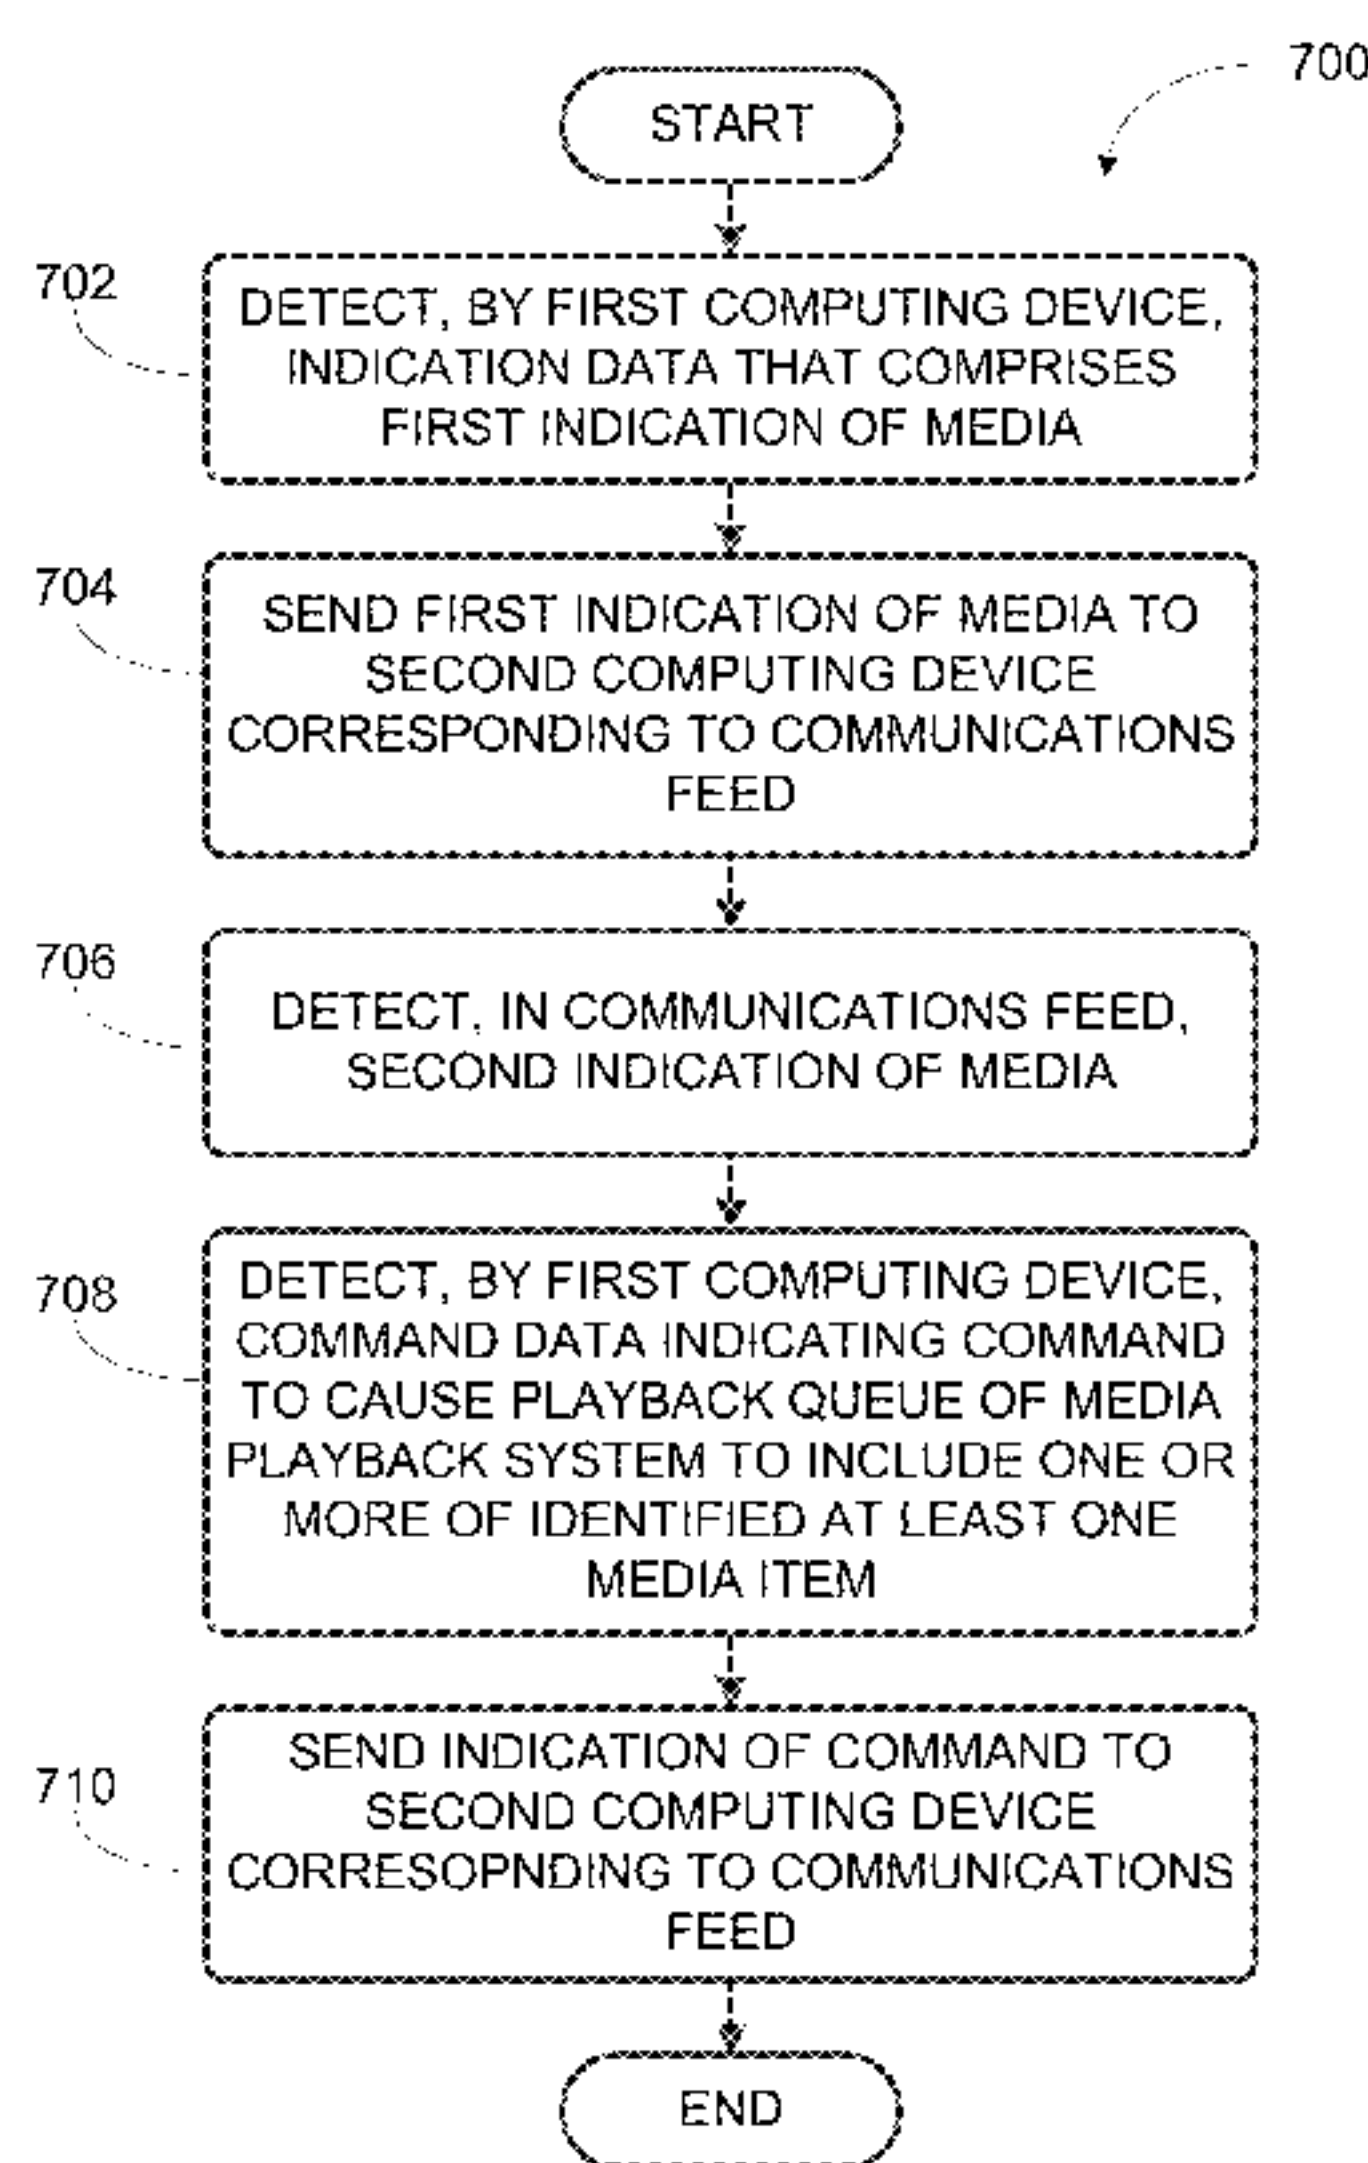 700
START
702
DETECT, BY FIRST COMPUTING DEVICE,
INDICATION DATA THAT COMPRISES
FIRST INDICATION OF MEDIA
704
SEND FIRST INDICATION OF MEDIA TO
SECOND COMPUTING DEVICE
CORRESPONDING TO COMMUNICATIONS
FEED
706
DETECT, IN COMMUNICATIONS FEED,
SECOND INDICATION OF MEDIA
708
DETECT, BY FIRST COMPUTING DEVICE,
COMMAND DATA INDICATING COMMAND
TO CAUSE PLAYBACK QUEUE OF MEDIA
PLAYBACK SYSTEM TO INCLUDE ONE OR
MORE OF IDENTIFIED AT LEAST ONE
MEDIA ITEM
710
SEND INDICATION OF COMMAND TO
SECOND COMPUTING DEVICE
CORRESOPNDING TO COMMUNICATIONS
FEED
END